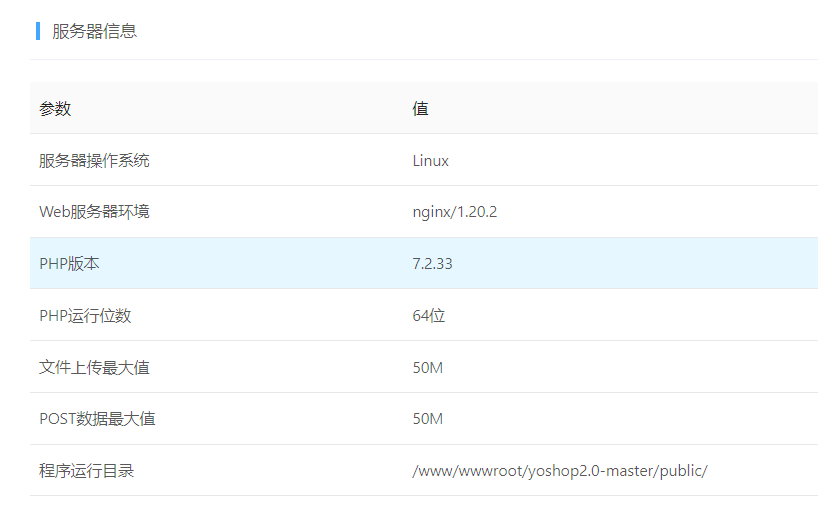 服务器信息
参数 值
服务器操作系统 Linux
Web服务器环境 nginx/1.20.2
PHP版本 7.2.33
PHP运行位数 64位
文件上传最大值 50M
POST数据最大值 50M
程序运行目录 /www/wwwroot/yoshop2.0-master/public/